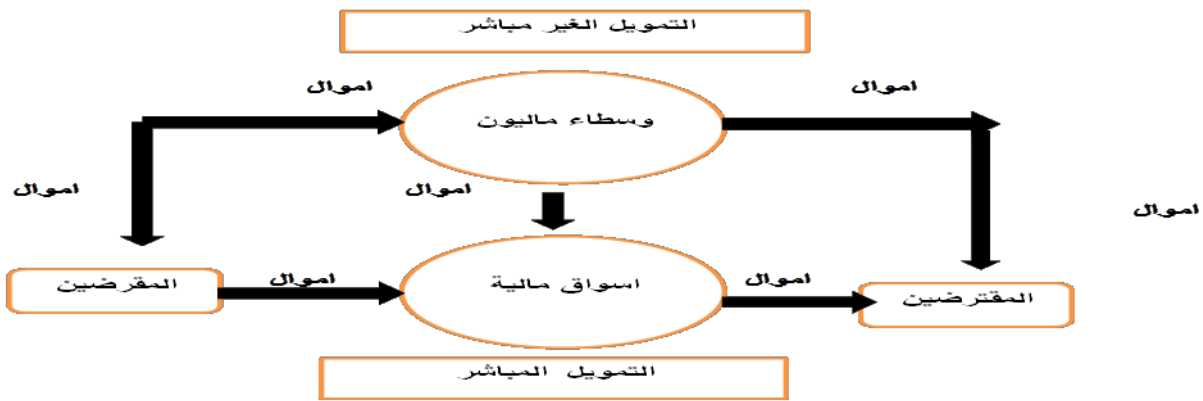 التمويل الغير مباشر
اموال
اموال
وسطاء ماليون
اموال
اموال
اموال
المقرضين
اموال
اسواق مالية
اموال
المقترضين
التمويل المباشر